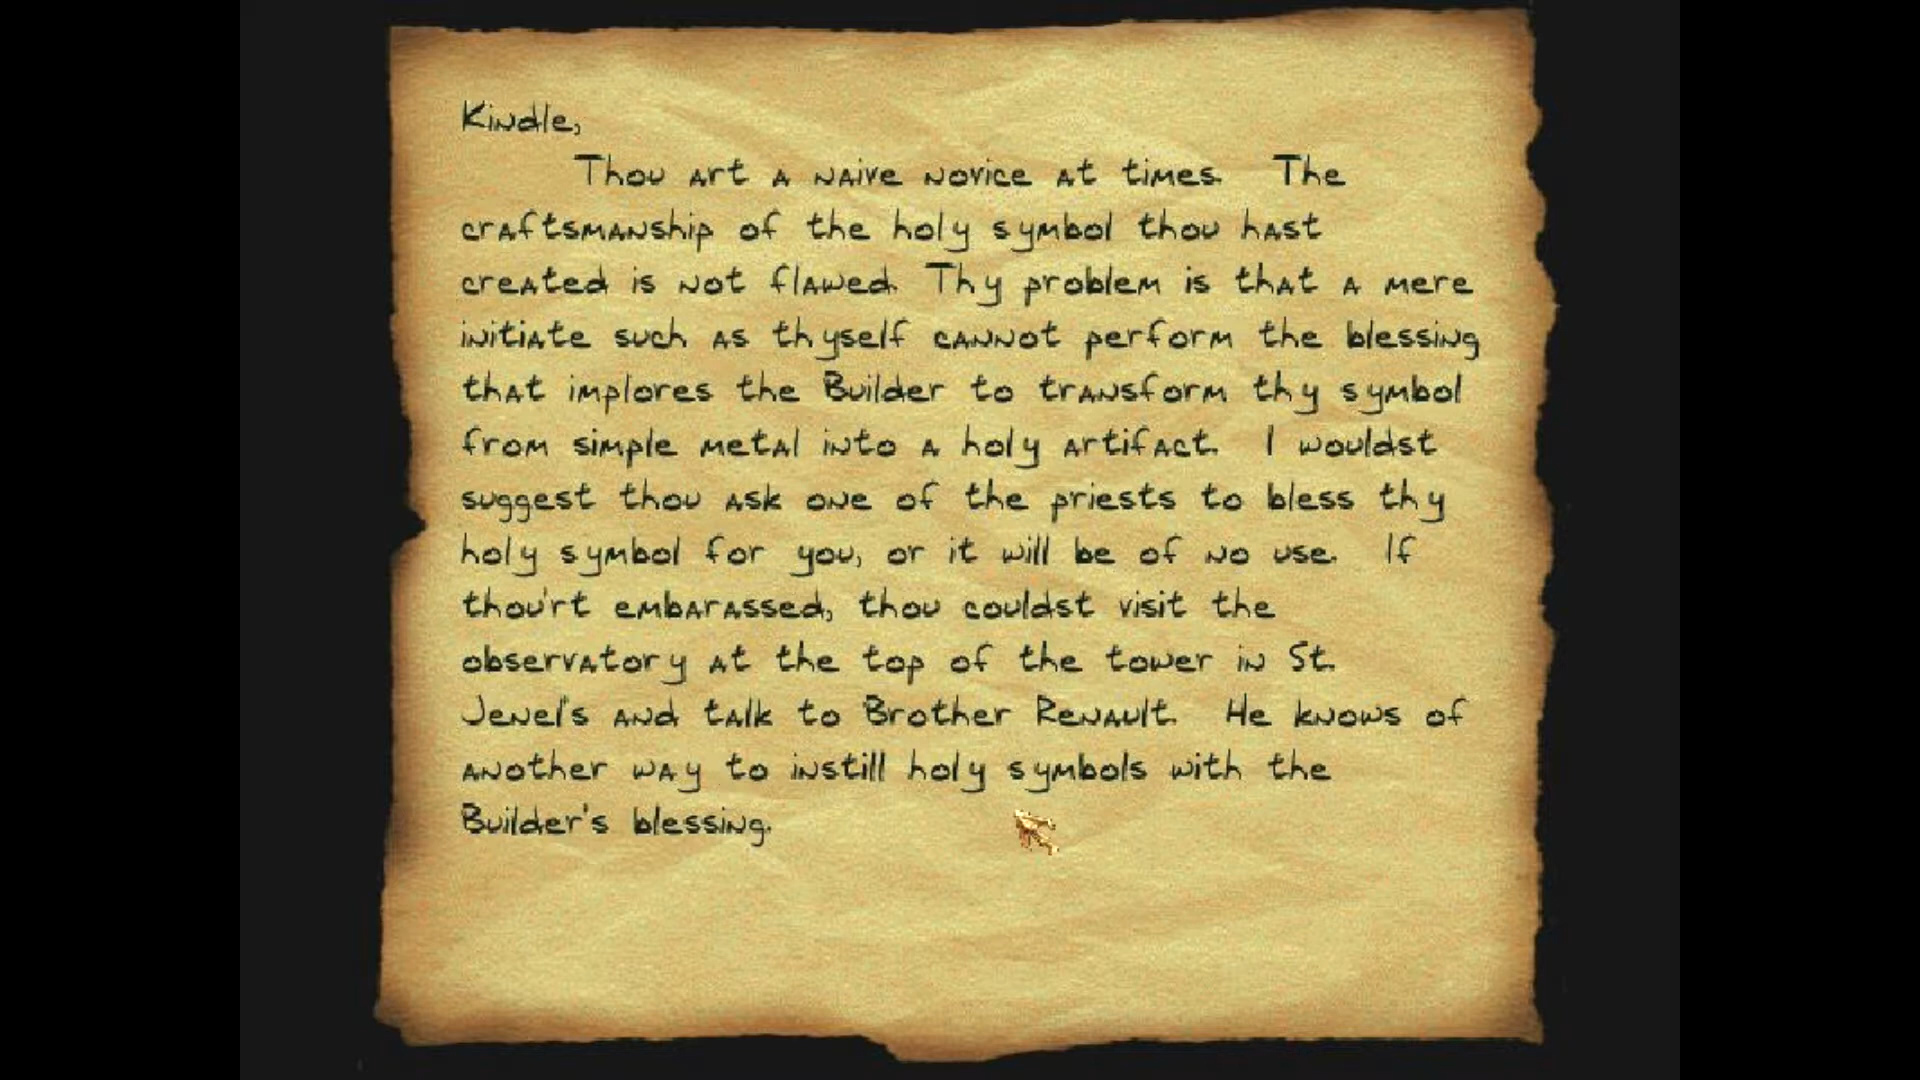 Kindle,
Thou art a naive novice at times. The
craftsmanship of the holy symbol thou hast
created is not flawed. Thy problem is that a mere
initiate such as thyself cannot perform the blessing
that implores the Builder to transform thy symbol
from simple metal into a holy artifact. I wouldst
suggest thou ask one of the priests to bless thy
holy symbol for you, or it will be of no use. If
thou'rt embarassed, thou couldst visit the
observatory at the top of the tower in St.
Jenel's and talk to Brother Renault. He knows of
another way to instill holy symbols with the
Builder's blessing.